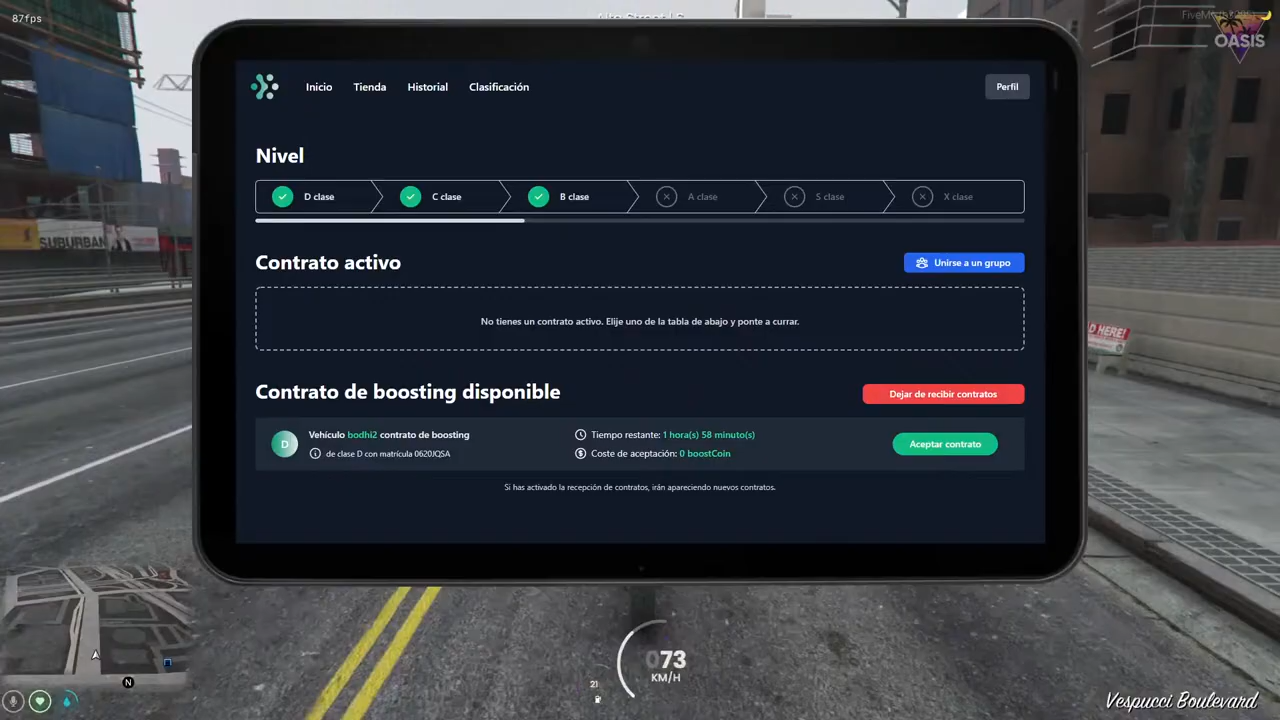 87fps
OASIS
Inicio Tienda Historial Clasificación Perfil
Nivel
D clase C clase B clase A clase S clase X clase
Contrato activo
Unirse a un grupo
No tienes un contrato activo. Elije uno de la tabla de abajo y ponte a currar.
Contrato de boosting disponible
Dejar de recibir contratos
D
Vehículo bodhi2 contrato de boosting
de clase D con matrícula 0620JQSA
Tiempo restante: 1 hora(s) 58 minuto(s)
Coste de aceptación: 0 boostCoin
Aceptar contrato
Si has activado la recepción de contratos, irán apareciendo nuevos contratos.
SUBURBAN
D HERE!
N
21
073
KM/H
Vespucci Boulevard